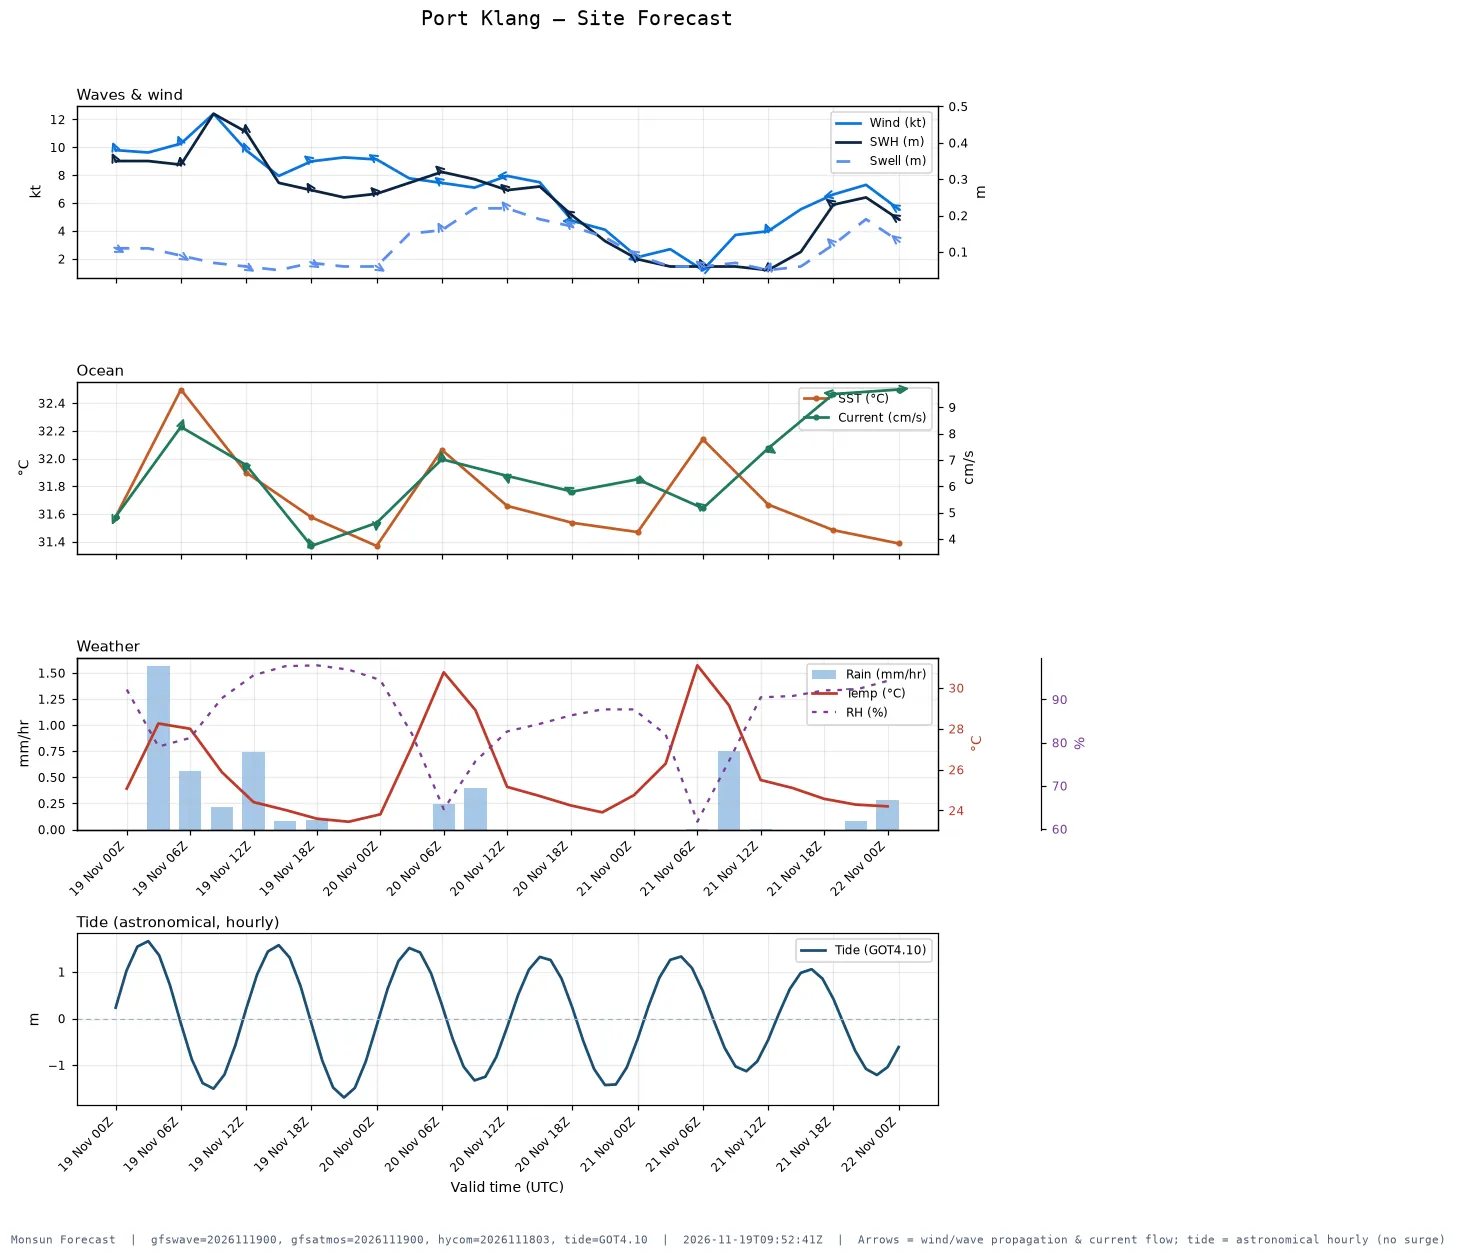 Port Klang — Site Forecast
Waves & wind
12
10
8
6
4
2
kt
0.5
0.4
0.3
0.2
0.1
m
Wind (kt)
SWH (m)
Swell (m)
Ocean
32.4
32.2
32.0
31.8
31.6
31.4
°C
9
8
7
6
5
4
cm/s
SST (°C)
Current (cm/s)
Weather
1.50
1.25
1.00
0.75
0.50
0.25
0.00
mm/hr
30
28
26
24
°C
90
80
70
60
%
Rain (mm/hr)
Temp (°C)
RH (%)
19 Nov 00Z
19 Nov 06Z
19 Nov 12Z
19 Nov 18Z
20 Nov 00Z
20 Nov 06Z
20 Nov 12Z
20 Nov 18Z
21 Nov 00Z
21 Nov 06Z
21 Nov 12Z
21 Nov 18Z
22 Nov 00Z
Tide (astronomical, hourly)
1
0
−1
m
Tide (GOT4.10)
19 Nov 00Z
19 Nov 06Z
19 Nov 12Z
19 Nov 18Z
20 Nov 00Z
20 Nov 06Z
20 Nov 12Z
20 Nov 18Z
21 Nov 00Z
21 Nov 06Z
21 Nov 12Z
21 Nov 18Z
22 Nov 00Z
Valid time (UTC)
Monsun Forecast | gfswave=2026111900, gfsatmos=2026111900, hycom=2026111803, tide=GOT4.10 | 2026-11-19T09:52:41Z | Arrows = wind/wave propagation & current flow; tide = astronomical hourly (no surge)